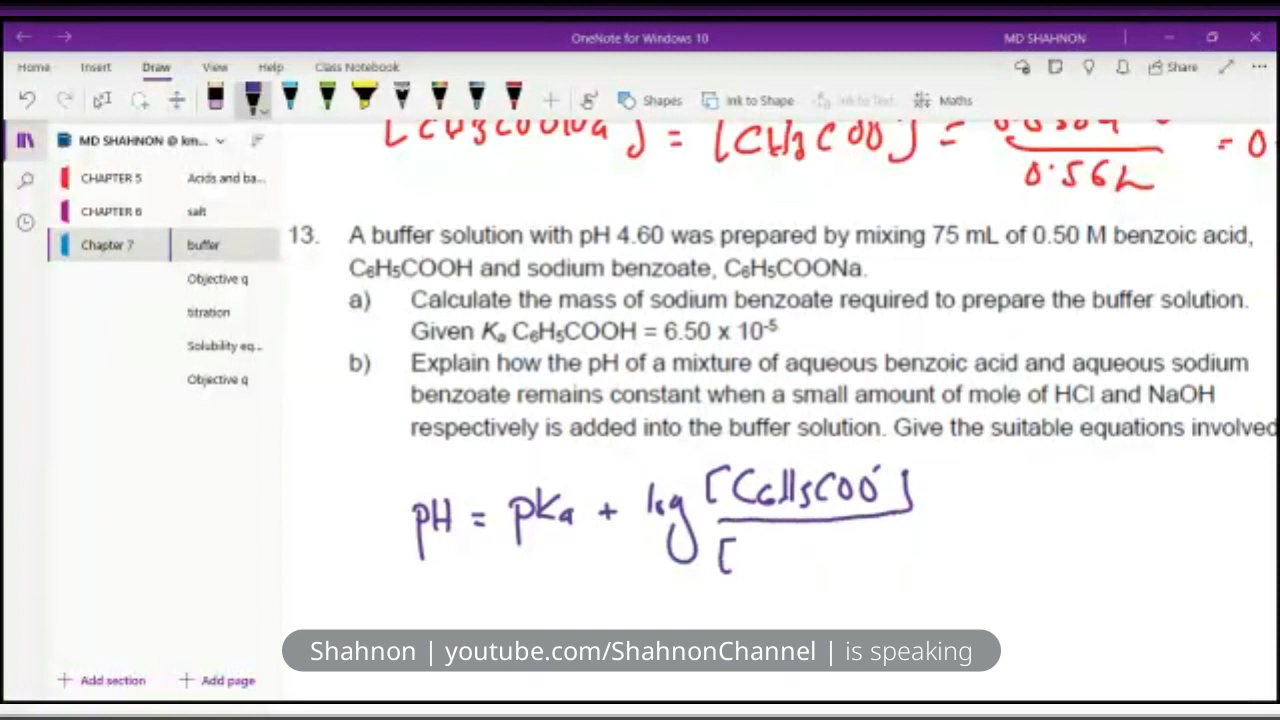 OneNote for Windows 10
MD SHAHNON
Home Insert Draw View Help Class Notebook
Share
Shapes Ink to Shape Ink to Text Maths
MD SHAHNON @ km...
CHAPTER 5
CHAPTER 6
Chapter 7
Acids and ba...
salt
buffer
Objective q
titration
Solubility eq...
Objective q
Add section
Add page
[CH3COONa] = [CH3COO-] =
0.56L
= 0
13. A buffer solution with pH 4.60 was prepared by mixing 75 mL of 0.50 M benzoic acid,
C₆H₅COOH and sodium benzoate, C₆H₅COONa.
a) Calculate the mass of sodium benzoate required to prepare the buffer solution.
Given Kₐ C₆H₅COOH = 6.50 x 10⁻⁵
b) Explain how the pH of a mixture of aqueous benzoic acid and aqueous sodium
benzoate remains constant when a small amount of mole of HCl and NaOH
respectively is added into the buffer solution. Give the suitable equations involved
pH = pKa + log [C6H5COO-]
[
Shahnon | youtube.com/ShahnonChannel | is speaking